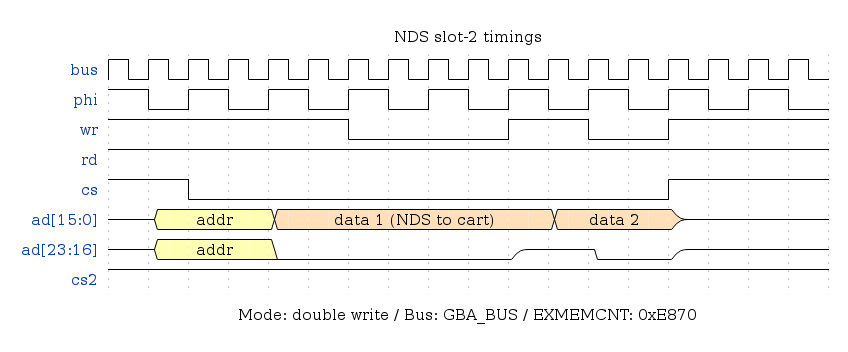 NDS slot-2 timings
bus
phi
wr
rd
cs
ad[15:0] addr data 1 (NDS to cart) data 2
ad[23:16] addr
cs2
Mode: double write / Bus: GBA_BUS / EXMEMCNT: 0xE870